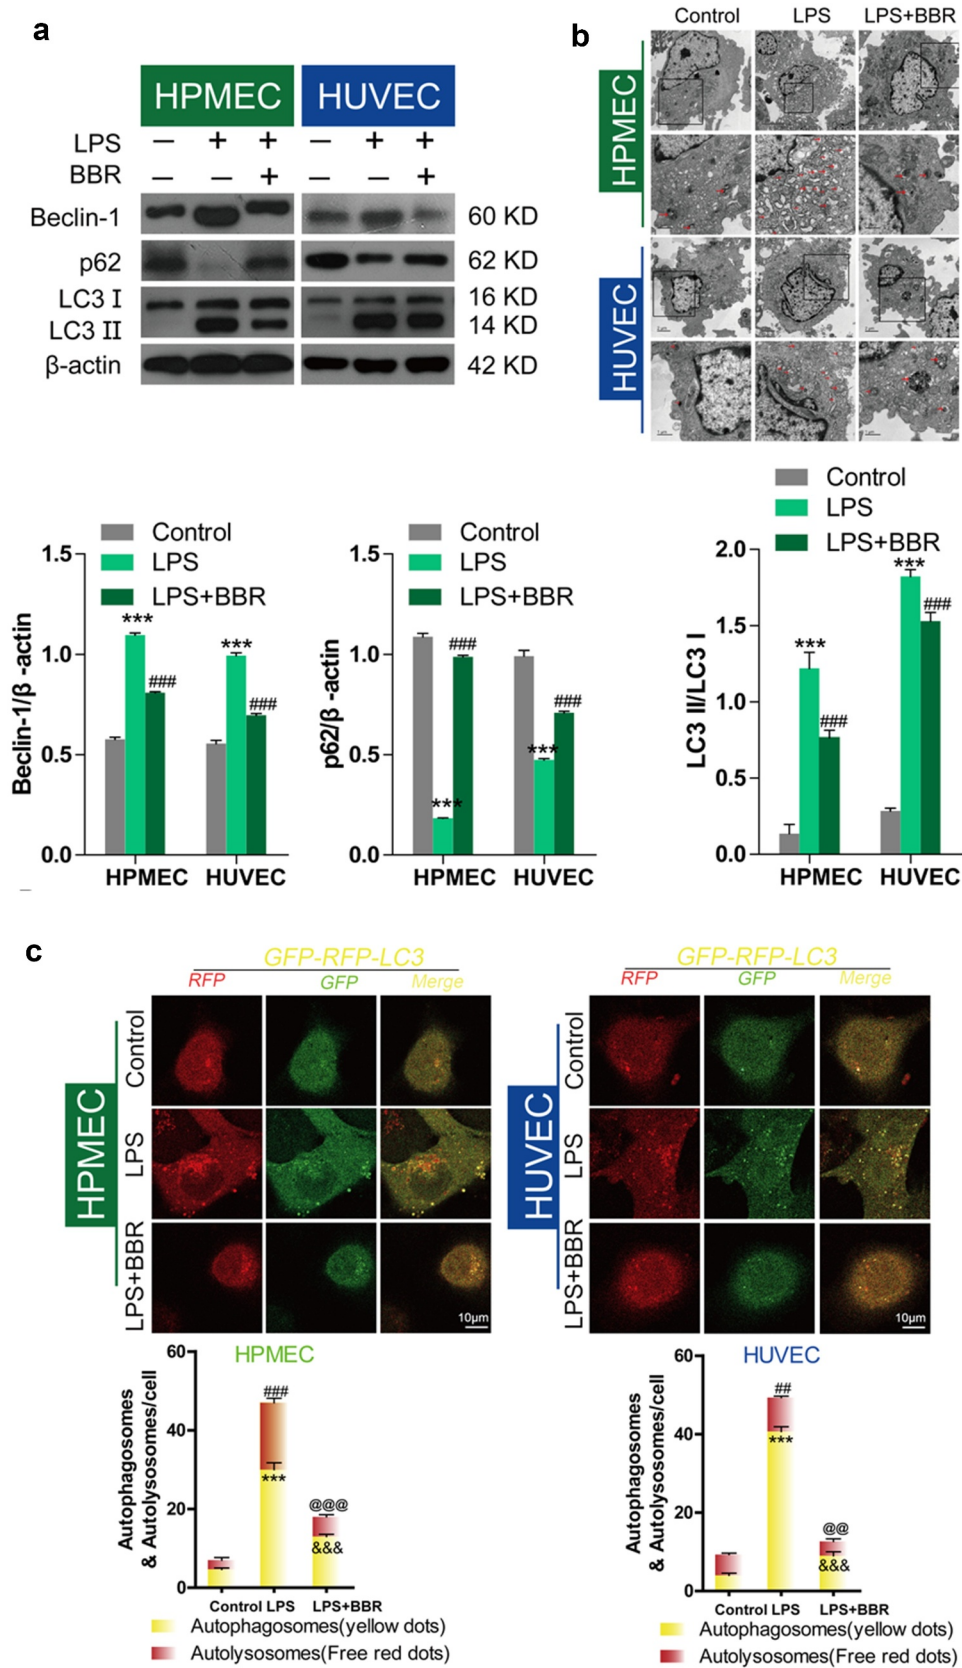 a
HPMEC HUVEC
LPS − + + − + +
BBR − − + − − +
Beclin-1 60 KD
p62 62 KD
LC3 I 16 KD
LC3 II 14 KD
β-actin 42 KD
b
Control LPS LPS+BBR
HPMEC
HUVEC
Control
LPS
LPS+BBR
1.5
1.0
0.5
0.0
Beclin-1/β -actin
*** ###
*** ###
HPMEC HUVEC
Control
LPS
LPS+BBR
1.5
1.0
0.5
0.0
p62/β -actin
*** ###
*** ###
HPMEC HUVEC
Control
LPS
LPS+BBR
2.0
1.5
1.0
0.5
0.0
LC3 II/LC3 I
*** ###
*** ###
HPMEC HUVEC
c
GFP-RFP-LC3
RFP GFP Merge
HPMEC
Control
LPS
LPS+BBR
10μm
GFP-RFP-LC3
RFP GFP Merge
HUVEC
Control
LPS
LPS+BBR
10μm
HPMEC
60
40
20
0
Autophagosomes
& Autolysosomes/cell
###
***
@@@
&&&
Control LPS LPS+BBR
Autophagosomes(yellow dots)
Autolysosomes(Free red dots)
HUVEC
60
40
20
0
Autophagosomes
& Autolysosomes/cell
##
***
@@
&&&
Control LPS LPS+BBR
Autophagosomes(yellow dots)
Autolysosomes(Free red dots)